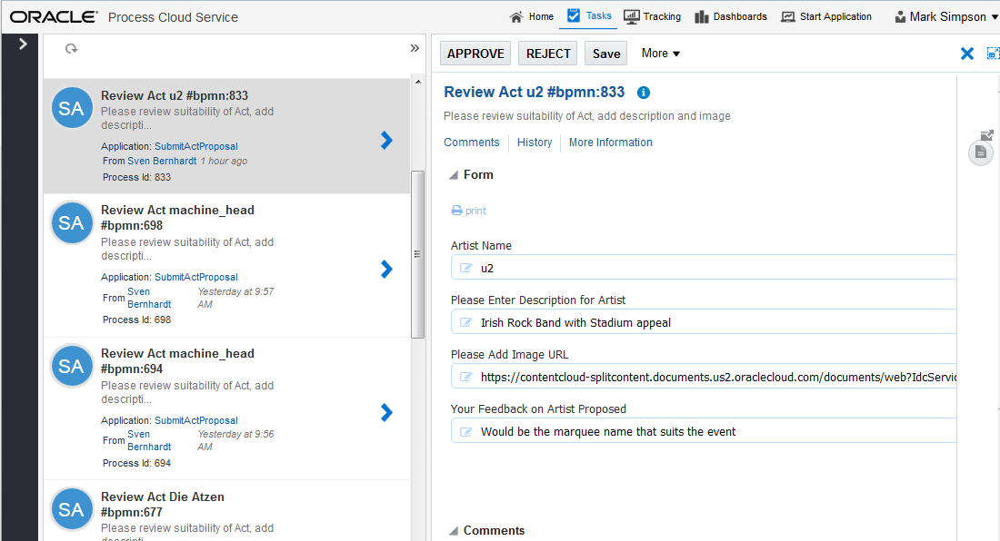 ORACLE Process Cloud Service
Home
Tasks
Tracking
Dashboards
Start Application
Mark Simpson
SA
Review Act u2 #bpmn:833
Please review suitability of Act, add
descripti...
Application: SubmitActProposal
From Sven Bernhardt 1 hour ago
Process Id: 833
SA
Review Act machine_head
#bpmn:698
Please review suitability of Act, add
descripti...
Application: SubmitActProposal
From Sven Bernhardt
Yesterday at 9:57 AM
Process Id: 698
SA
Review Act machine_head
#bpmn:694
Please review suitability of Act, add
descripti...
Application: SubmitActProposal
From Sven Bernhardt
Yesterday at 9:56 AM
Process Id: 694
SA
Review Act Die Atzen
#bpmn:677
Please review suitability of Act, add
APPROVE
REJECT
Save
More
Review Act u2 #bpmn:833
Please review suitability of Act, add description and image
Comments
History
More Information
Form
print
Artist Name
u2
Please Enter Description for Artist
Irish Rock Band with Stadium appeal
Please Add Image URL
https://contentcloud-splitcontent.documents.us2.oraclecloud.com/documents/web?IdcServic
Your Feedback on Artist Proposed
Would be the marquee name that suits the event
Comments